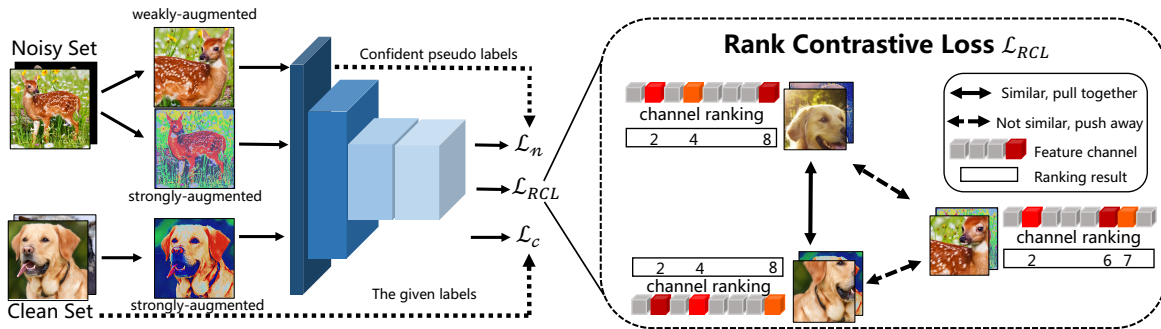 weakly-augmented
Noisy Set
Confident pseudo labels
strongly-augmented
ℒₙ
ℒ_RCL
ℒ_c
strongly-augmented
Clean Set
The given labels
Rank Contrastive Loss ℒ_RCL
channel ranking
2 4 8
Similar, pull together
Not similar, push away
Feature channel
Ranking result
channel ranking
2 6 7
2 4 8
channel ranking